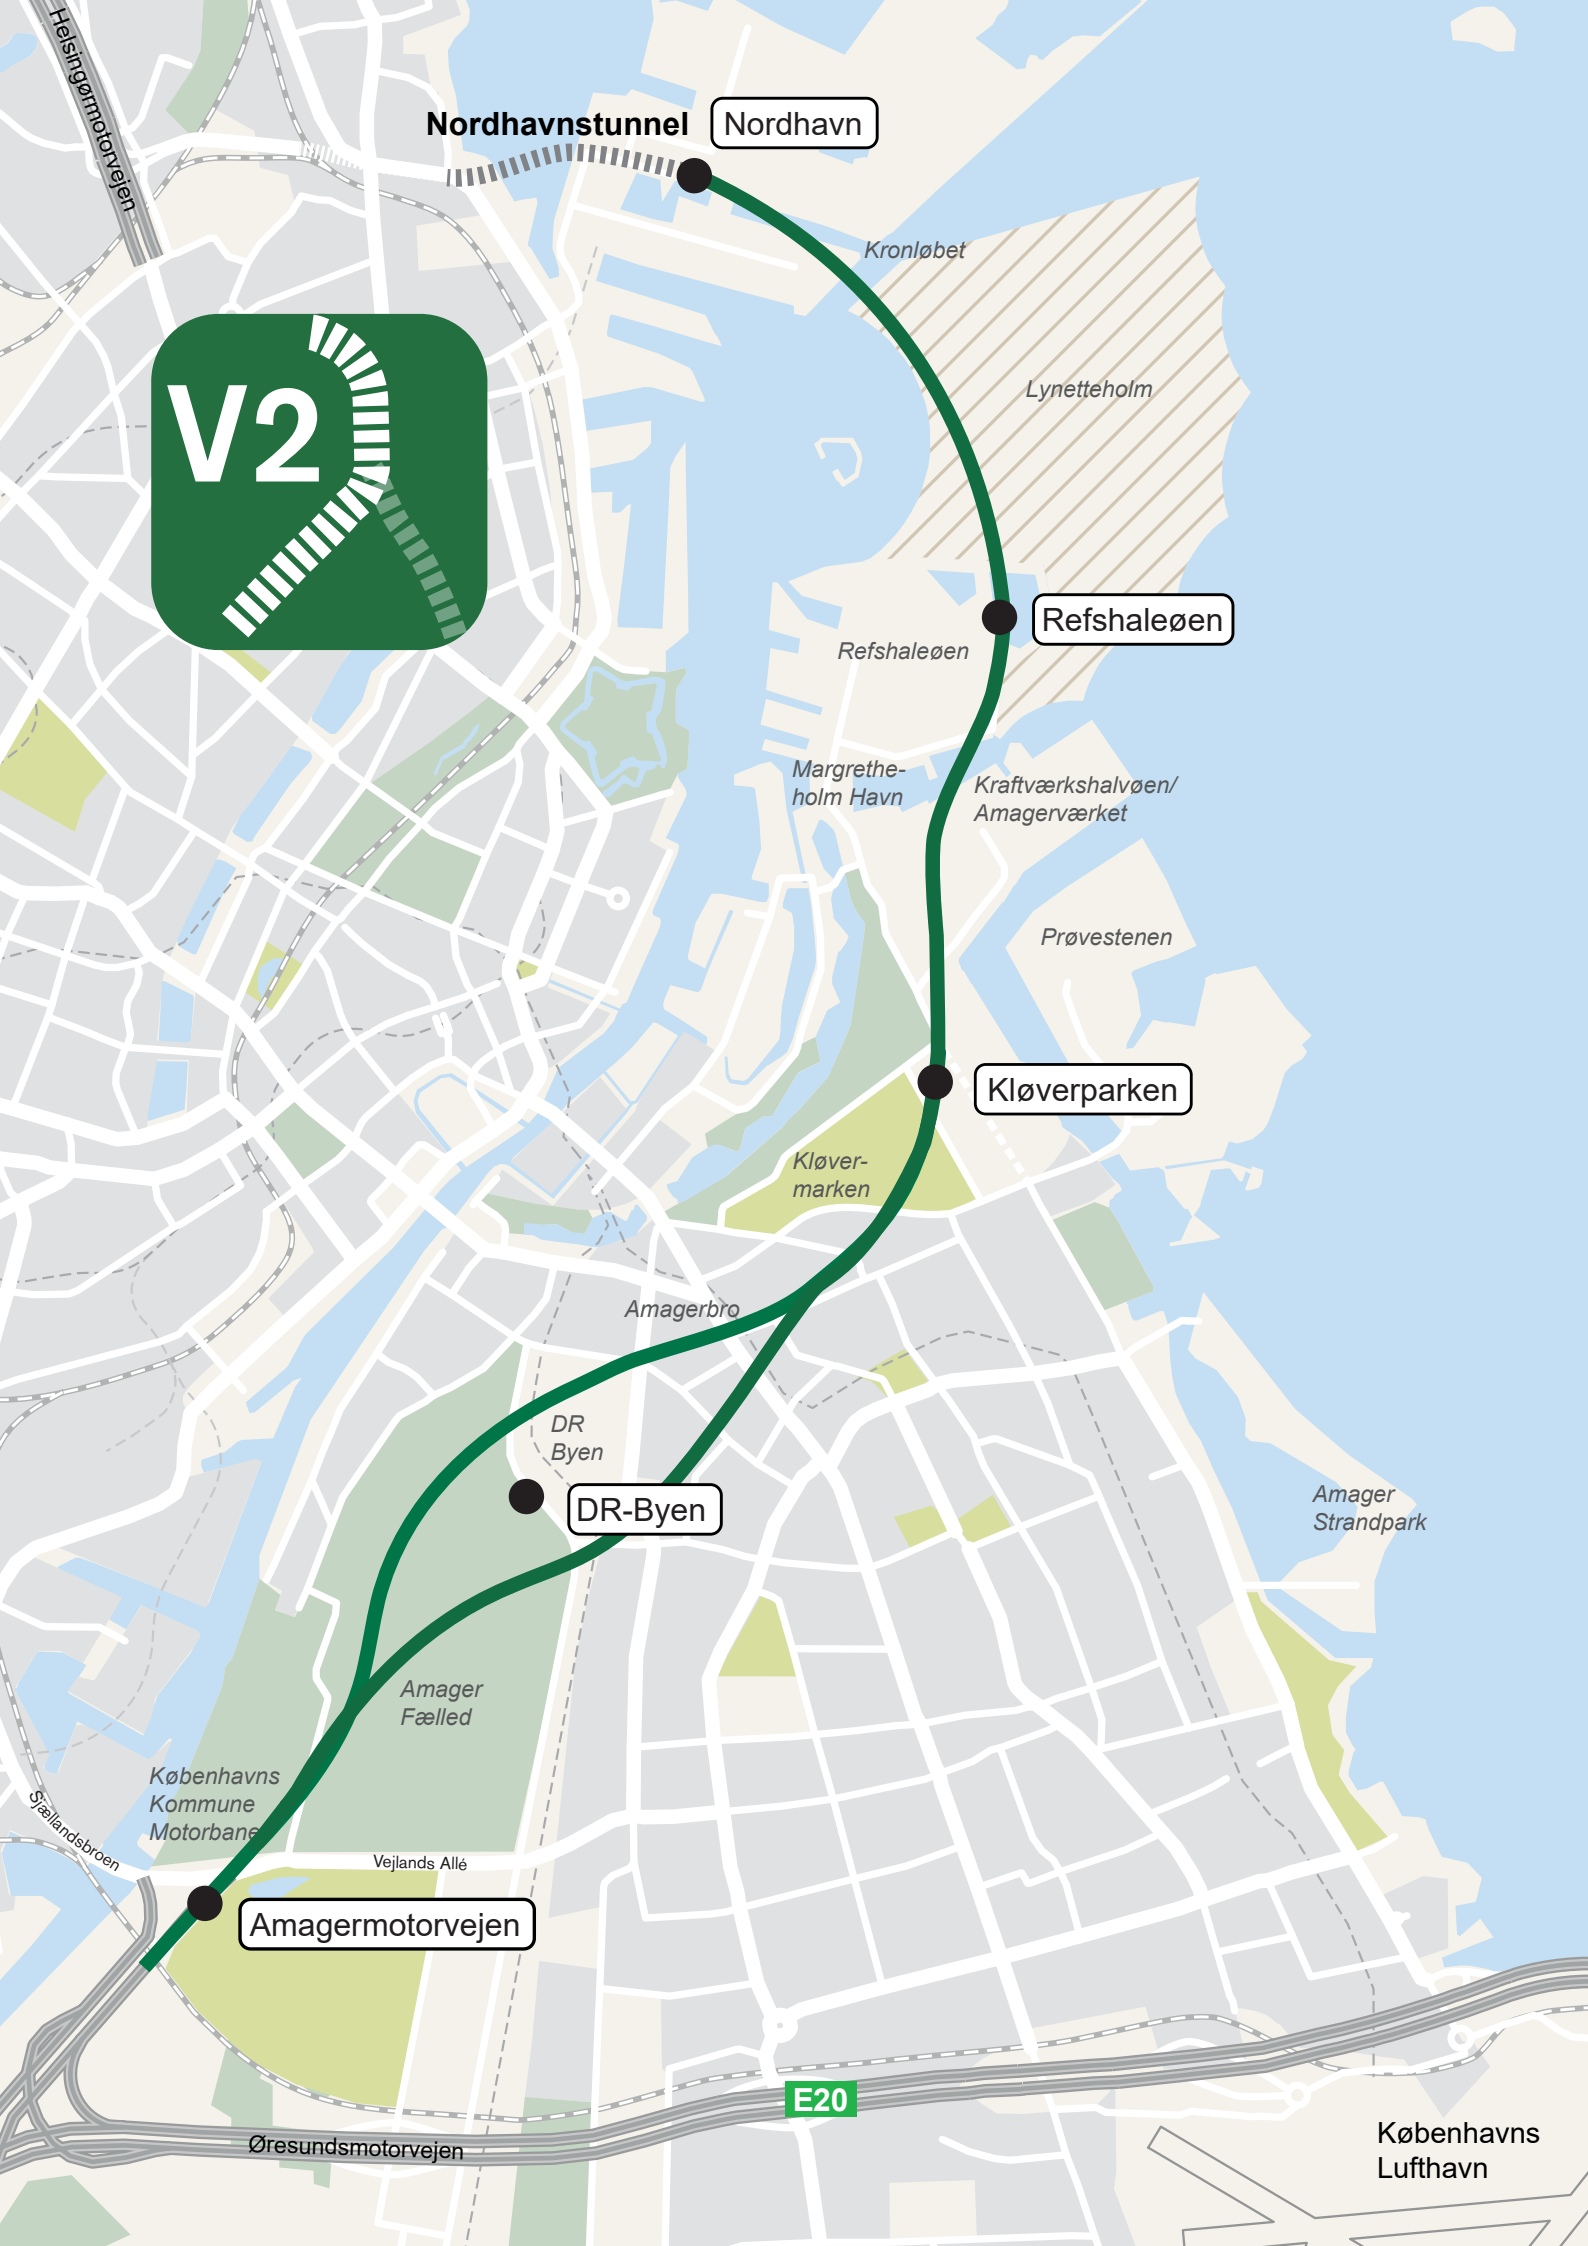 Helsingørmotorvejen
Nordhavnstunnel
Nordhavn
Kronløbet
V2
Lynetteholm
Refshaleøen
Refshaleøen
Margrethe-
holm Havn
Kraftværkshalvøen/
Amagerværket
Prøvestenen
Kløverparken
Kløver-
marken
Amagerbro
DR
Byen
DR-Byen
Amager
Strandpark
Amager
Fælled
Københavns
Kommune
Motorbane
Sjællandsbroen
Vejlands Allé
Amagermotorvejen
E20
Øresundsmotorvejen
Københavns
Lufthavn